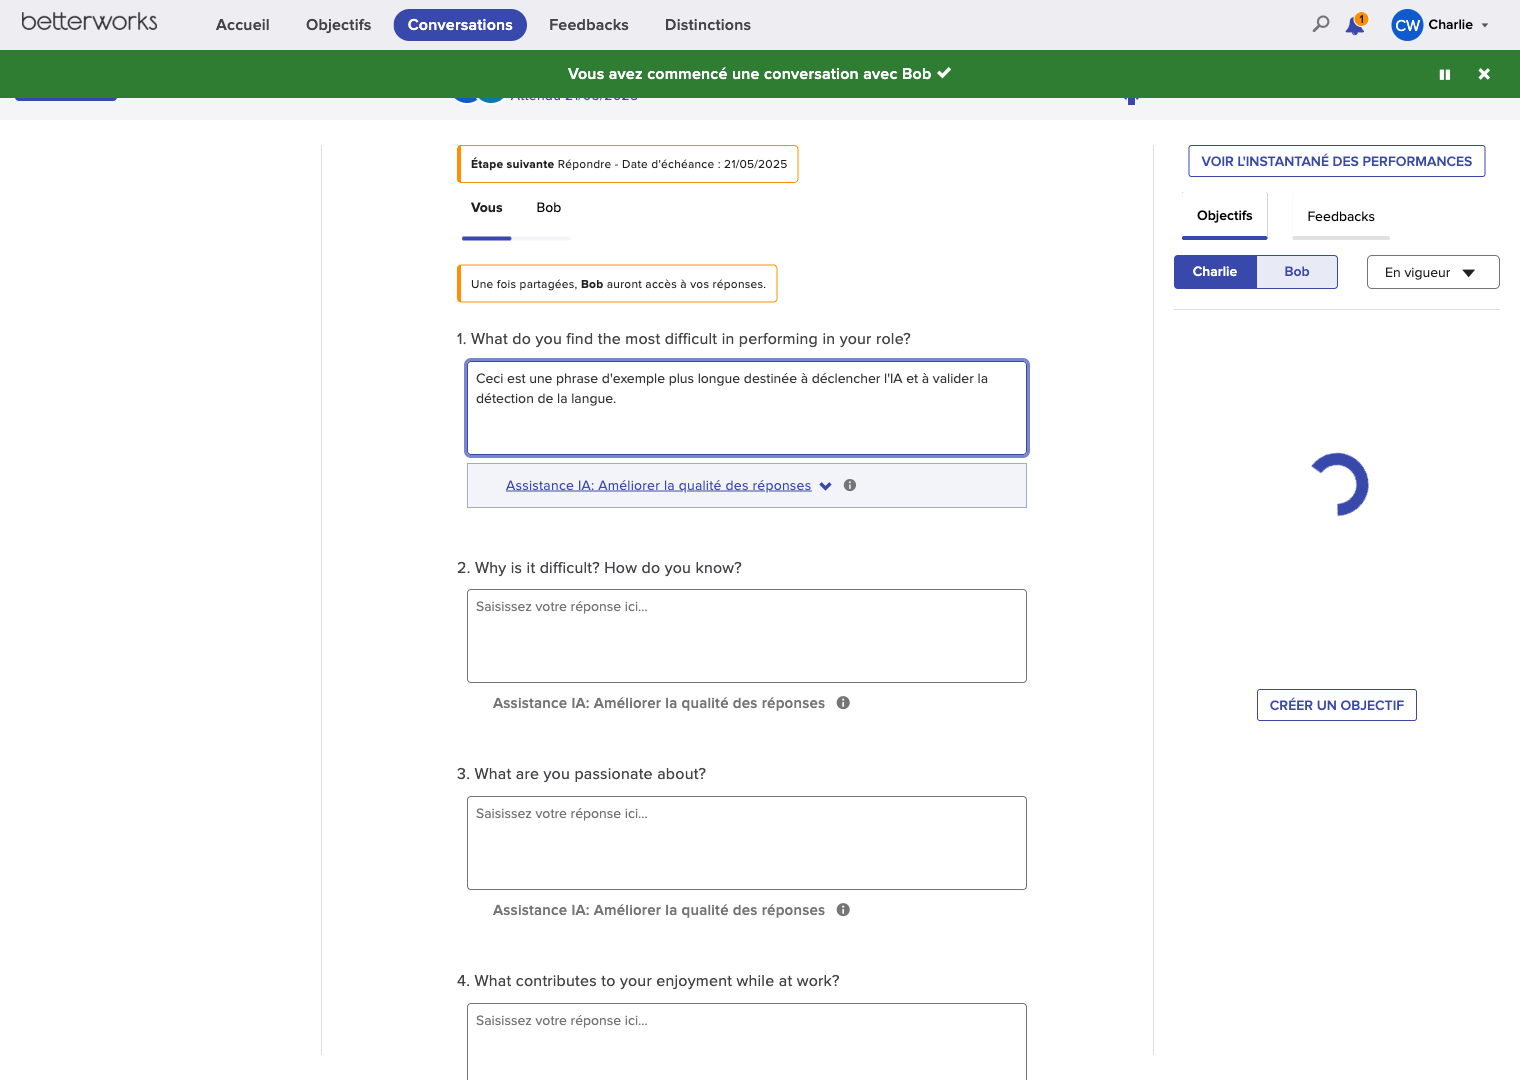 betterworks
Accueil
Objectifs
Conversations
Feedbacks
Distinctions
1
CW
Charlie
Vous avez commencé une conversation avec Bob
Attendu 21/05/2025
Étape suivante Répondre - Date d'échéance : 21/05/2025
Vous
Bob
Une fois partagées, Bob auront accès à vos réponses.
1. What do you find the most difficult in performing in your role?
Ceci est une phrase d'exemple plus longue destinée à déclencher l'IA et à valider la
détection de la langue.
Assistance IA: Améliorer la qualité des réponses
2. Why is it difficult? How do you know?
Saisissez votre réponse ici...
Assistance IA: Améliorer la qualité des réponses
3. What are you passionate about?
Saisissez votre réponse ici...
Assistance IA: Améliorer la qualité des réponses
4. What contributes to your enjoyment while at work?
Saisissez votre réponse ici...
VOIR L'INSTANTANÉ DES PERFORMANCES
Objectifs
Feedbacks
Charlie
Bob
En vigueur
CRÉER UN OBJECTIF